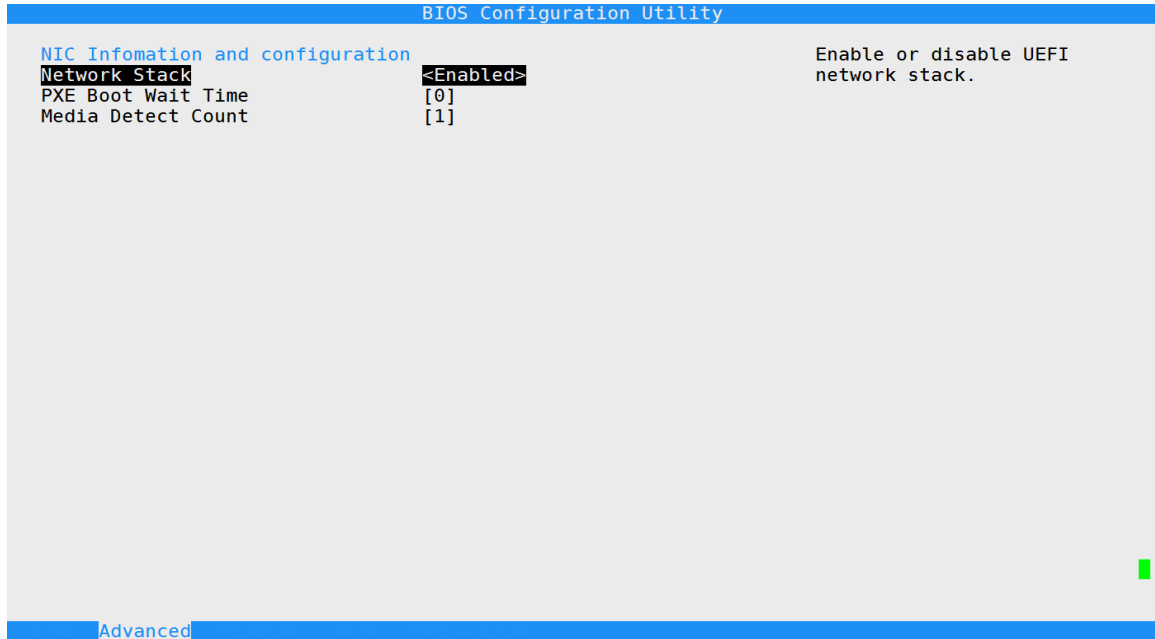 BIOS Configuration Utility
NIC Infomation and configuration
Network Stack <Enabled>
PXE Boot Wait Time [0]
Media Detect Count [1]
Enable or disable UEFI
network stack.
Advanced